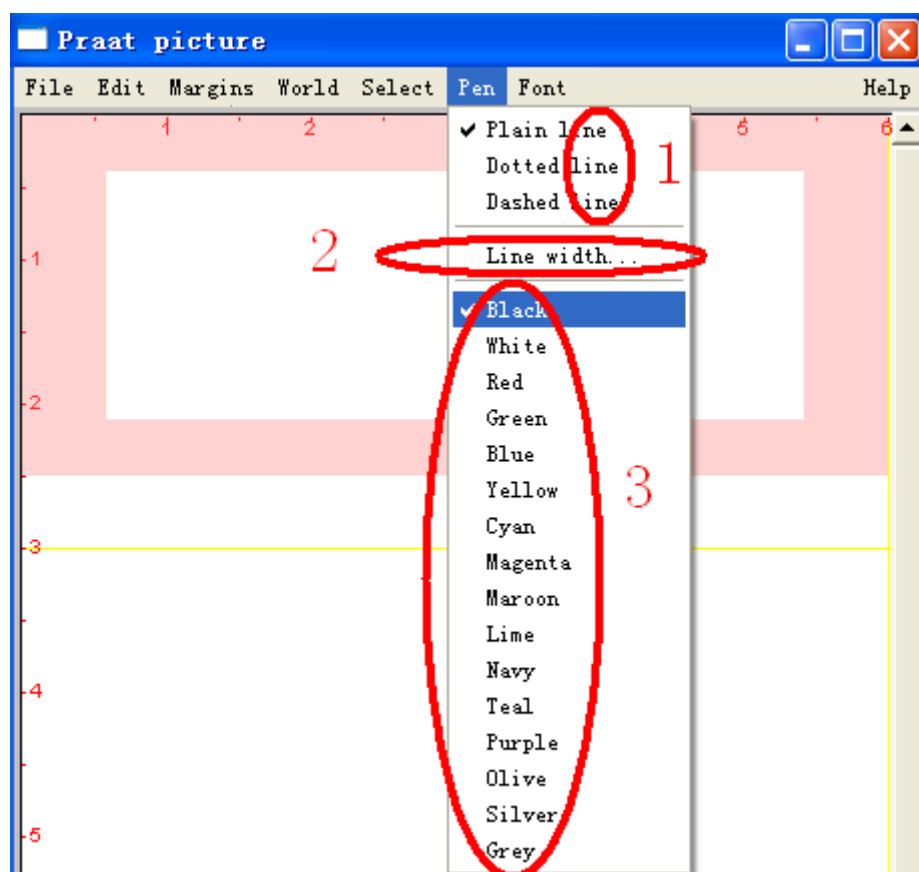 Praat picture
File Edit Margins World Select Pen Font Help
1 2 5 6
Plain line
1
Dotted line
Dashed line
2
1
Line width...
Black
White
Red
2
Green
Blue
Yellow
3
Cyan
3
Magenta
Maroon
Lime
Navy
4
Teal
Purple
Olive
Silver
5
Grey